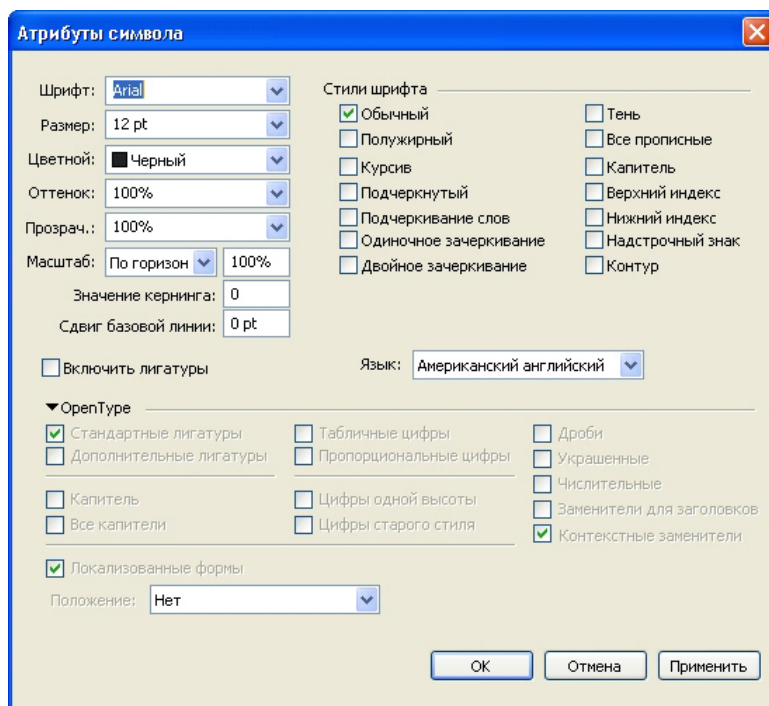 Атрибуты символа
Шрифт: Arial
Размер: 12 pt
Цветной: Черный
Оттенок: 100%
Прозрач.: 100%
Масштаб: По горизон 100%
Значение кернинга: 0
Сдвиг базовой линии: 0 pt
Стили шрифта
Обычный
Полужирный
Курсив
Подчеркнутый
Подчеркивание слов
Одиночное зачеркивание
Двойное зачеркивание
Тень
Все прописные
Капитель
Верхний индекс
Нижний индекс
Надстрочный знак
Контур
Включить лигатуры
Язык: Американский английский
OpenType
Стандартные лигатуры
Дополнительные лигатуры
Капитель
Все капители
Табличные цифры
Пропорциональные цифры
Цифры одной высоты
Цифры старого стиля
Дроби
Украшенные
Числительные
Заменители для заголовков
Контекстные заменители
Локализованные формы
Положение: Нет
OK
Отмена
Применить